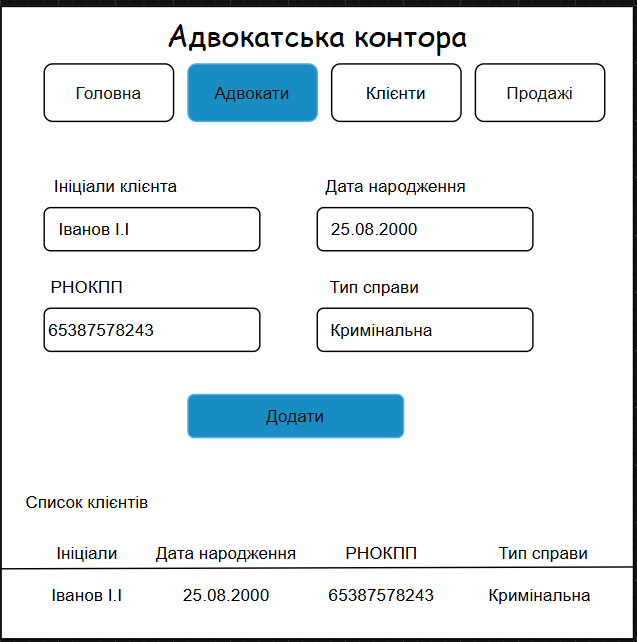 Адвокатська контора
Головна Адвокати Клієнти Продажі
Ініціали клієнта Дата народження
Іванов І.І 25.08.2000
РНОКПП Тип справи
65387578243 Кримінальна
Додати
Список клієнтів
Ініціали Дата народження РНОКПП Тип справи
Іванов І.І 25.08.2000 65387578243 Кримінальна